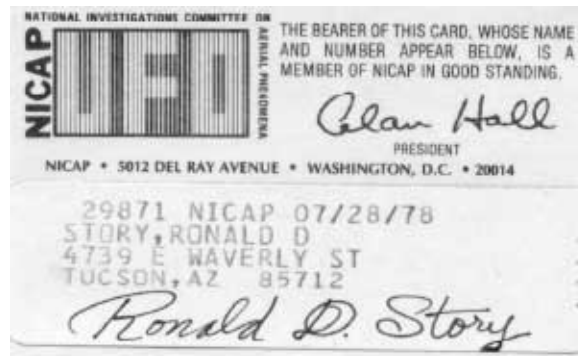 NATIONAL INVESTIGATIONS COMMITTEE ON
AERIAL PHENOMENA
NICAP
UFO
THE BEARER OF THIS CARD, WHOSE NAME
AND NUMBER APPEAR BELOW, IS A
MEMBER OF NICAP IN GOOD STANDING.
Alan Hall
PRESIDENT
NICAP • 5012 DEL RAY AVENUE • WASHINGTON, D.C. • 20014
29871 NICAP 07/28/78
STORY,RONALD D
4739 E WAVERLY ST
TUCSON,AZ 85712
Ronald D. Story